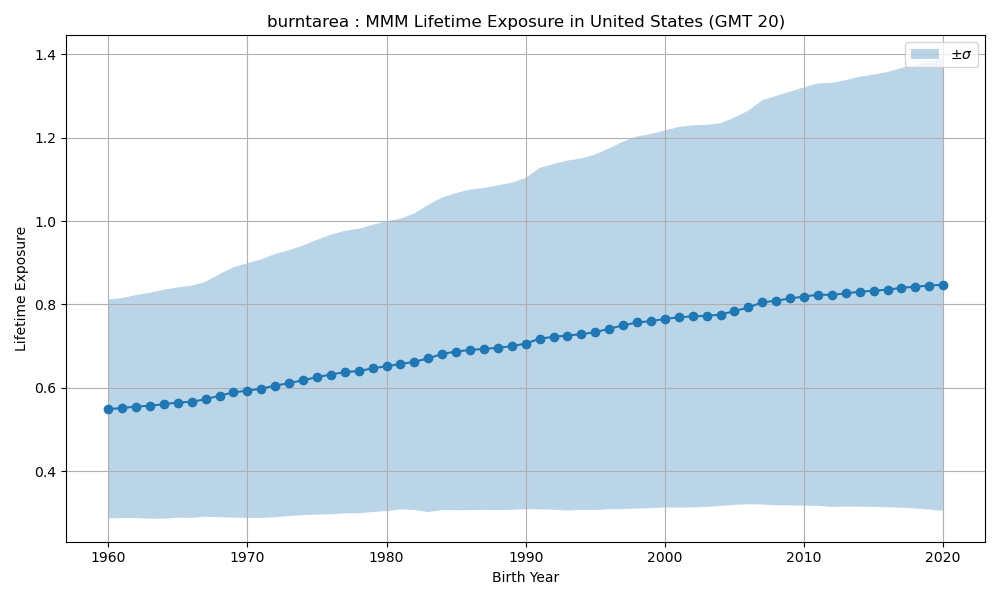 burntarea : MMM Lifetime Exposure in United States (GMT 20)
±σ
Lifetime Exposure
1.4
1.2
1.0
0.8
0.6
0.4
1960 1970 1980 1990 2000 2010 2020
Birth Year